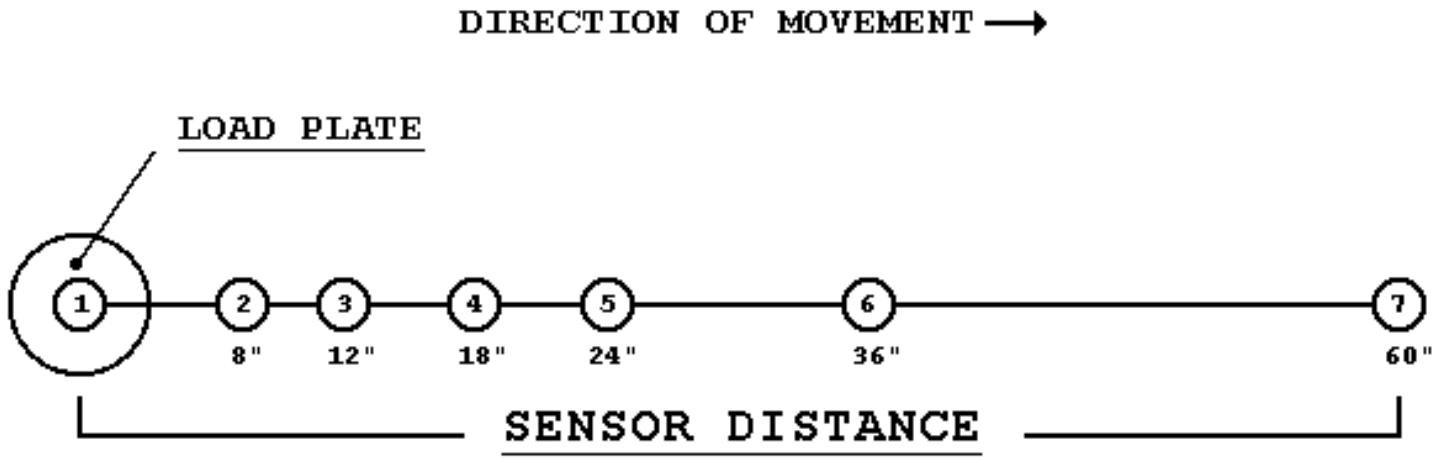 DIRECTION OF MOVEMENT
LOAD PLATE
1 2 3 4 5 6 7
8" 12" 18" 24" 36" 60"
SENSOR DISTANCE